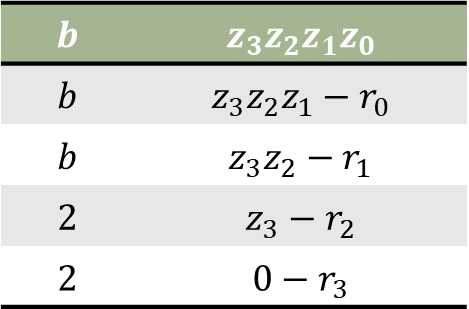 b z₃z₂z₁z₀
b z₃z₂z₁ − r₀
b z₃z₂ − r₁
2 z₃ − r₂
2 0 − r₃